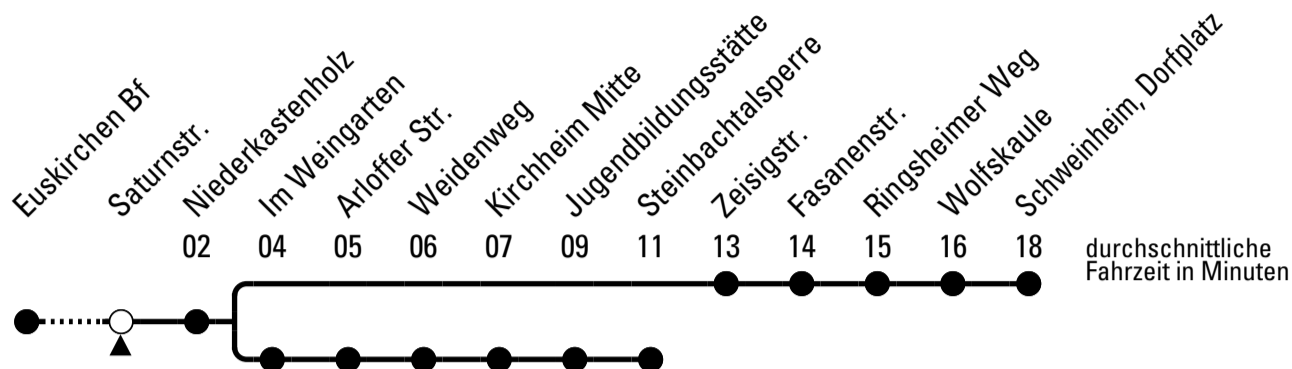 Euskirchen Bf
Saturnstr.
Niederkastenholz
Im Weingarten
Arloffer Str.
Weidenweg
Kirchheim Mitte
Jugendbildungsstätte
Steinbachtalsperre
Zeisigstr.
Fasanenstr.
Ringsheimer Weg
Wolfskaule
Schweinheim, Dorfplatz
02 04 05 06 07 09 11 13 14 15 16 18
durchschnittliche
Fahrzeit in Minuten